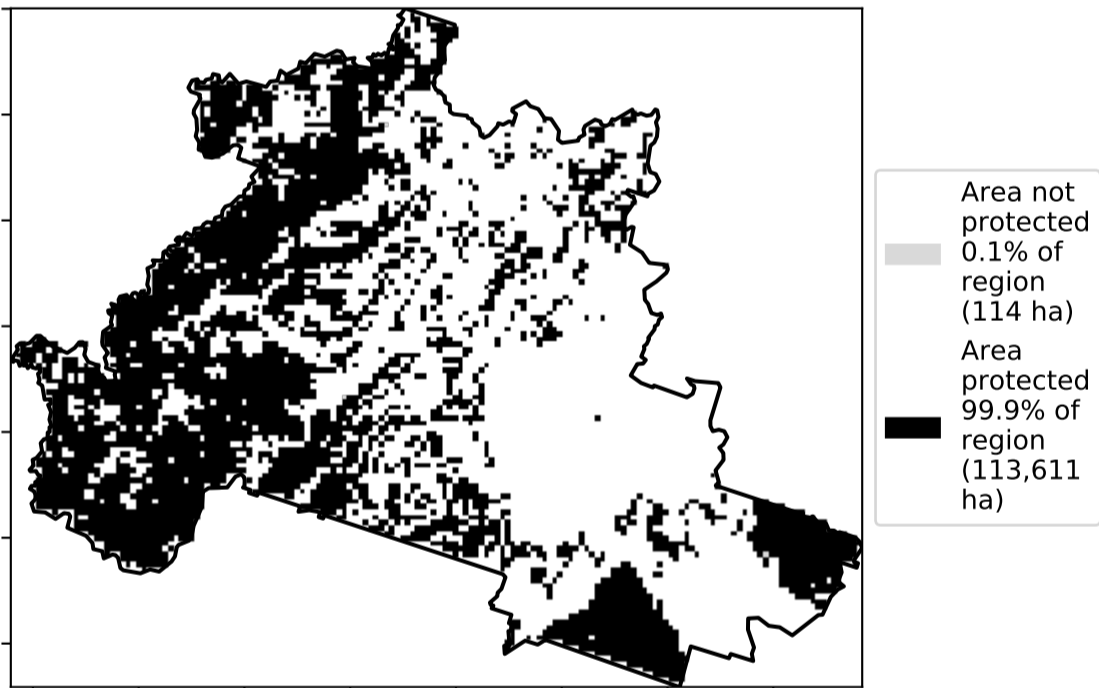 Area not
protected
0.1% of
region
(114 ha)
Area
protected
99.9% of
region
(113,611
ha)